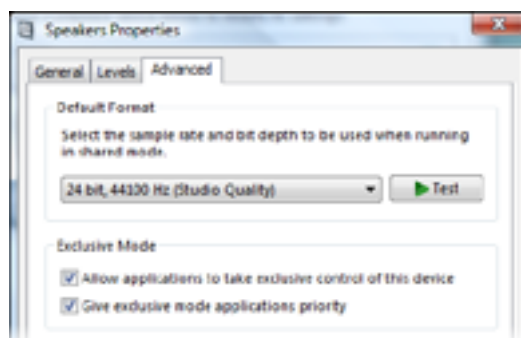 Speakers Properties
General Levels Advanced
Default Format
Select the sample rate and bit depth to be used when running
in shared mode.
24 bit, 44100 Hz (Studio Quality)
Test
Exclusive Mode
Allow applications to take exclusive control of this device
Give exclusive mode applications priority